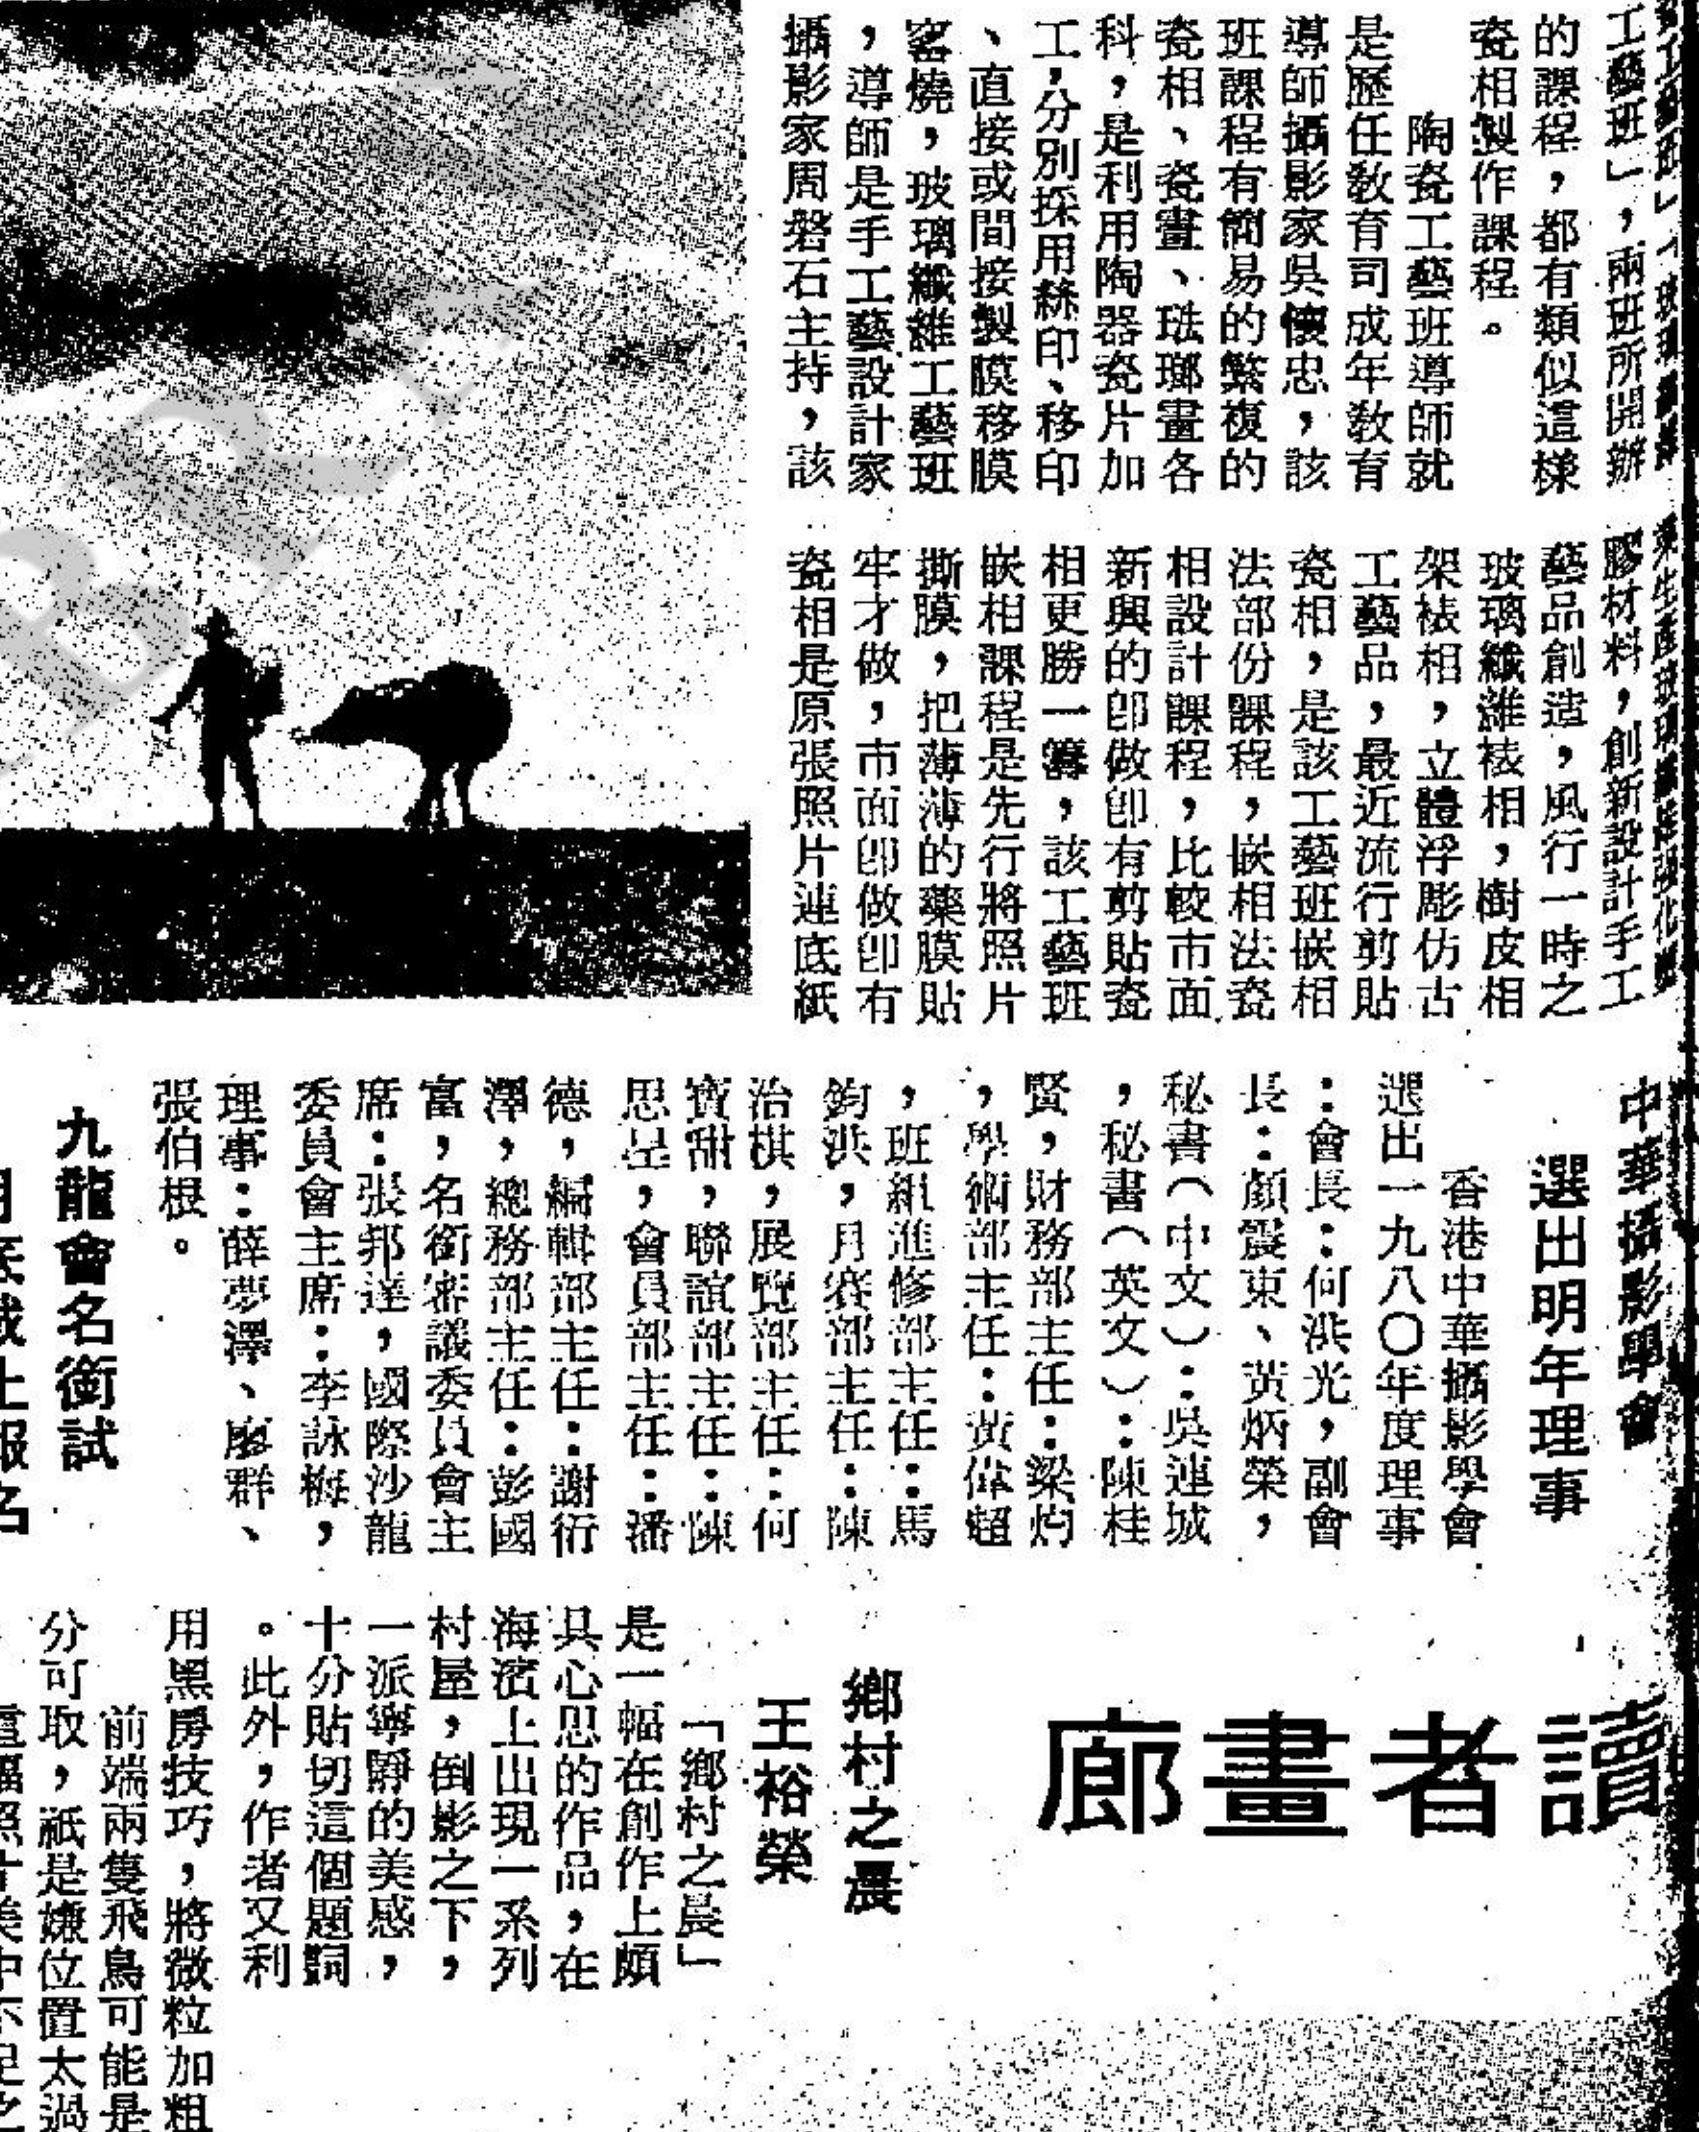 工藝班」，兩班所開辦
的課程，都有類似這樣
瓷相製作課程。
陶瓷工藝班導師就
是歷任教育司成年教育
導師攝影家吳懷忠，該
班課程有簡易的繁複的
瓷相、瓷畫、琺瑯畫各
科，是利用陶器瓷片加
工，分別採用絲印、移印
、直接或間接製膜移膜
窰燒，玻璃纖維工藝班
，導師是手工藝設計家
攝影家周磐石主持，該
膠材料，創新設計手工
藝品創造，風行一時之
玻璃纖維裱相，樹皮相
架裱相，立體浮彫仿古
工藝品，最近流行剪貼
瓷相，是該工藝班嵌相
法部份課程，嵌相法瓷
相設計課程，比較市面
新興的卽做卽有剪貼瓷
相更勝一籌，該工藝班
嵌相課程是先行將照片
撕膜，把薄薄的藥膜貼
牢才做，市面卽做卽有
瓷相是原張照片連底紙
中華攝影學會
選出明年理事
香港中華攝影學會
選出一九八〇年度理事
：會長：何洪光，副會
長：顏震東、黃炳榮，
秘書（中文）：吳連城
，秘書（英文）：陳桂
賢，財務部主任：梁灼
，學術部主任：黃偉超
，班組進修部主任：馬
鈞洪，月賽部主任：陳
治棋，展覽部主任：何
寶甜，聯誼部主任：陳
思呈，會員部主任：潘
德，編輯部主任：謝衍
澤，總務部主任：彭國
富，名銜審議委員會主
席：張邦達，國際沙龍
委員會主席：李詠梅，
理事：薛夢澤、廖群、
張伯根。
九龍會名銜試
月底截止報名
讀者畫廊
鄉村之晨
王裕榮
「鄉村之晨」
是一幅在創作上頗
具心思的作品，在
海濱上出現一系列
村屋，倒影之下，
一派寧靜的美感，
十分貼切這個題詞
。此外，作者又利
用黑房技巧，將微粒加粗
前端兩隻飛鳥可能是
分可取，祇是嫌位置太過